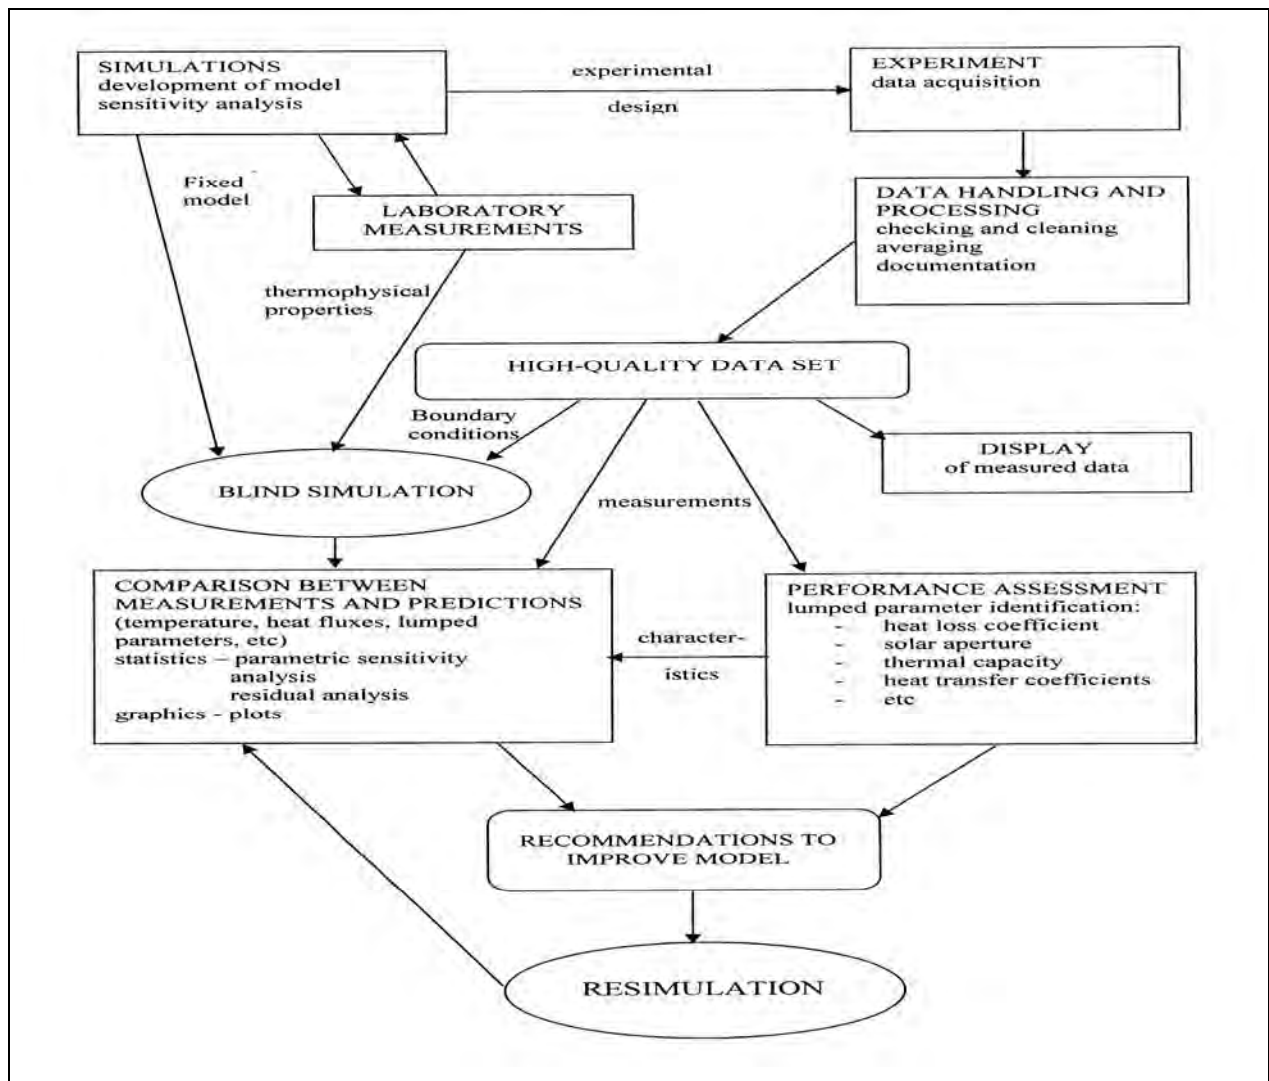 SIMULATIONS
development of model
sensitivity analysis
experimental
design
EXPERIMENT
data acquisition
Fixed
model
LABORATORY
MEASUREMENTS
DATA HANDLING AND
PROCESSING
checking and cleaning
averaging
documentation
thermophysical
properties
HIGH-QUALITY DATA SET
Boundary
conditions
DISPLAY
of measured data
BLIND SIMULATION
measurements
COMPARISON BETWEEN
MEASUREMENTS AND PREDICTIONS
(temperature, heat fluxes, lumped
parameters, etc)
statistics – parametric sensitivity
analysis
residual analysis
graphics - plots
character-
istics
PERFORMANCE ASSESSMENT
lumped parameter identification:
- heat loss coefficient
- solar aperture
- thermal capacity
- heat transfer coefficients
- etc
RECOMMENDATIONS TO
IMPROVE MODEL
RESIMULATION